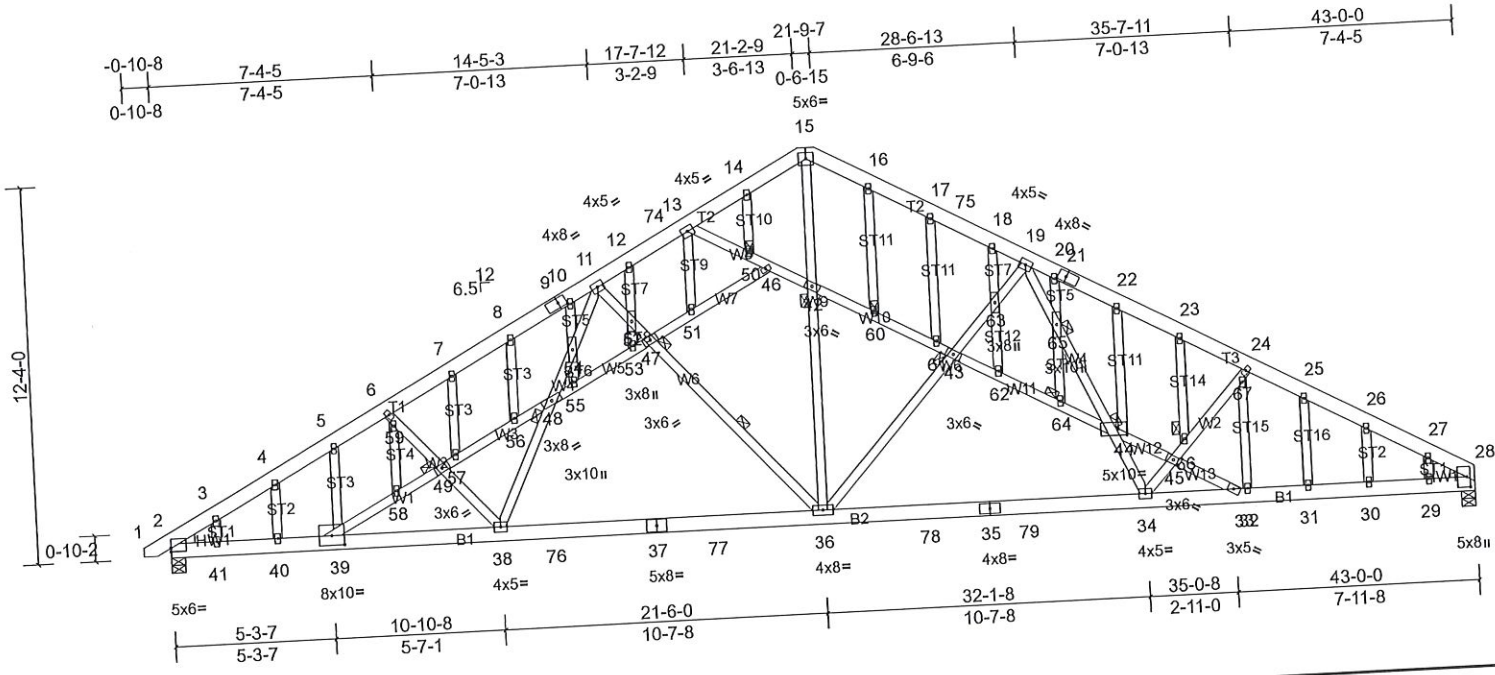 -0-10-8 7-4-5 14-5-3 17-7-12 21-2-9 21-9-7 28-6-13 35-7-11 43-0-0
0-10-8 7-4-5 7-0-13 3-2-9 3-6-13 0-6-15 6-9-6 7-0-13 7-4-5
5x6=
15
14 16
4x5= 4x5=
13 17
74 T2 T2 75 4x5=
4x5= ST10 18
12 ST11 19 4x8=
4x8= 11 ST9 ST11 ST7 20
12 10 ST7 50 21
6.5 9 46 ST5 22
8 ST5 W7 51 60 63 23
7 ST3 47 3x6= W10 ST12 65 ST11 24
6 ST3 W5 53 W6 3x8ıı T3 25
5 T1 W4 55 3x8ıı 43 W11 ST14 67 26
4 59 ST3 W3 48 3x6= 62 3x10ıı W2 ST15 ST16 27
3 ST3 ST4 W2 56 3x8= 3x6= 64 44 W12 ST2 28
12-4-0
1 2 ST1 ST2 W1 49 57 3x10ıı 5x10= 45 66 W13
0-10-2 58 3x6= 3x6= B1
B1 B2
41 40 39 38 76 37 77 36 78 35 79 34 32 31 30 29
5x6= 8x10= 4x5= 5x8= 4x8= 4x8= 4x5= 3x5= 5x8ıı
5-3-7 10-10-8 21-6-0 32-1-8 35-0-8 43-0-0
5-3-7 5-7-1 10-7-8 10-7-8 2-11-0 7-11-8